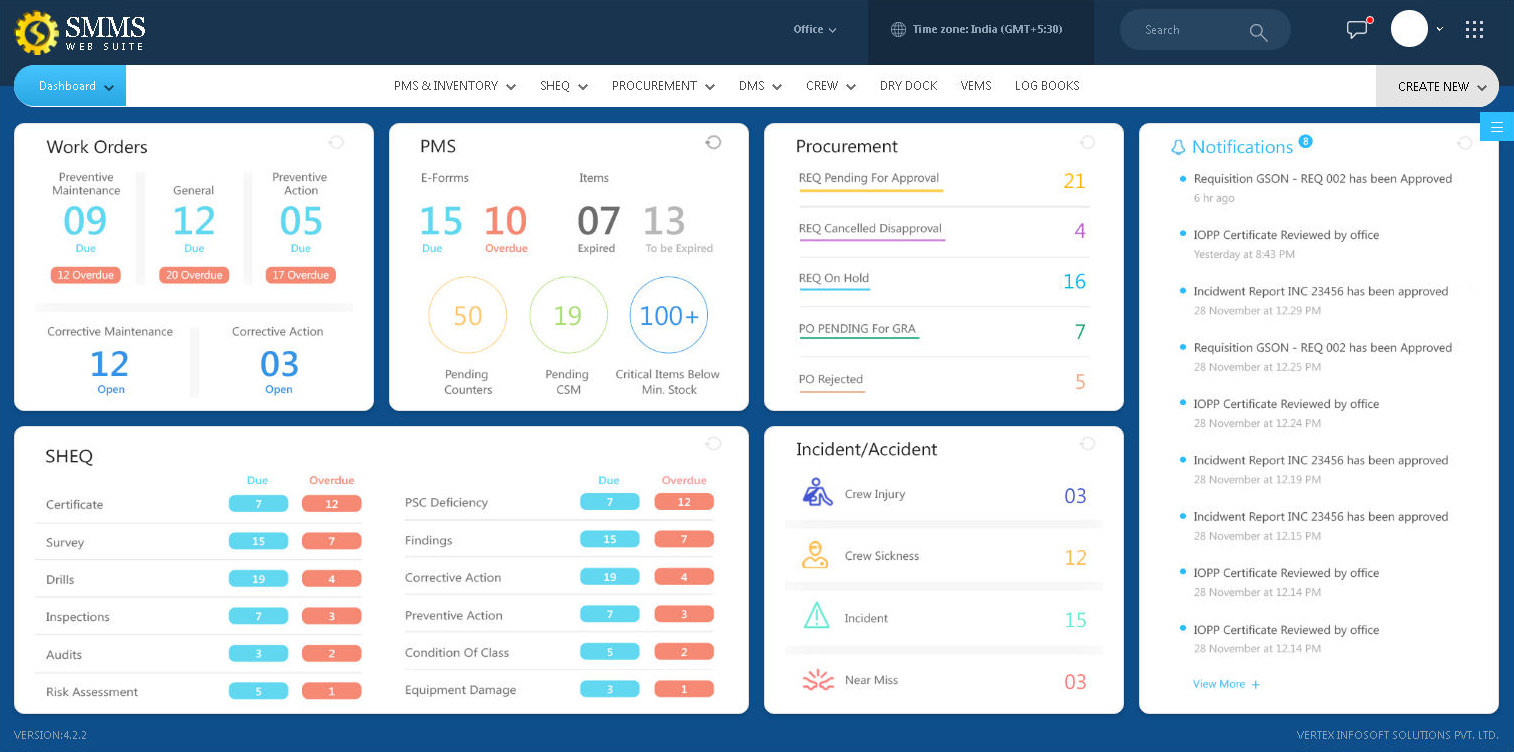 SMMS
WEB SUITE
Office
Time zone: India (GMT+5:30)
Search
Dashboard
PMS & INVENTORY
SHEQ
PROCUREMENT
DMS
CREW
DRY DOCK
VEMS
LOG BOOKS
CREATE NEW
Work Orders
Preventive
Maintenance
09
Due
12 Overdue
General
12
Due
20 Overdue
Preventive
Action
05
Due
17 Overdue
Corrective Maintenance
12
Open
Corrective Action
03
Open
PMS
E-Forrms
15
Due
10
Overdue
Items
07
Expired
13
To be Expired
50
Pending
Counters
19
Pending
CSM
100+
Critical Items Below
Min. Stock
Procurement
REQ Pending For Approval 21
REQ Cancelled Disapproval 4
REQ On Hold 16
PO PENDING For GRA 7
PO Rejected 5
Notifications 8
Requisition GSON - REQ 002 has been Approved
6 hr ago
IOPP Certificate Reviewed by office
Yesterday at 8:43 PM
Incidwent Report INC 23456 has been approved
28 November at 12.29 PM
Requisition GSON - REQ 002 has been Approved
28 November at 12.25 PM
IOPP Certificate Reviewed by office
28 November at 12.24 PM
Incidwent Report INC 23456 has been approved
28 November at 12.19 PM
Incidwent Report INC 23456 has been approved
28 November at 12.15 PM
IOPP Certificate Reviewed by office
28 November at 12.14 PM
IOPP Certificate Reviewed by office
28 November at 12.14 PM
View More +
SHEQ
Due Overdue
Certificate 7 12
Survey 15 7
Drills 19 4
Inspections 7 3
Audits 3 2
Risk Assessment 5 1
Due Overdue
PSC Deficiency 7 12
Findings 15 7
Corrective Action 19 4
Preventive Action 7 3
Condition Of Class 5 2
Equipment Damage 3 1
Incident/Accident
Crew Injury 03
Crew Sickness 12
Incident 15
Near Miss 03
VERSION:4.2.2
VERTEX INFOSOFT SOLUTIONS PVT. LTD.